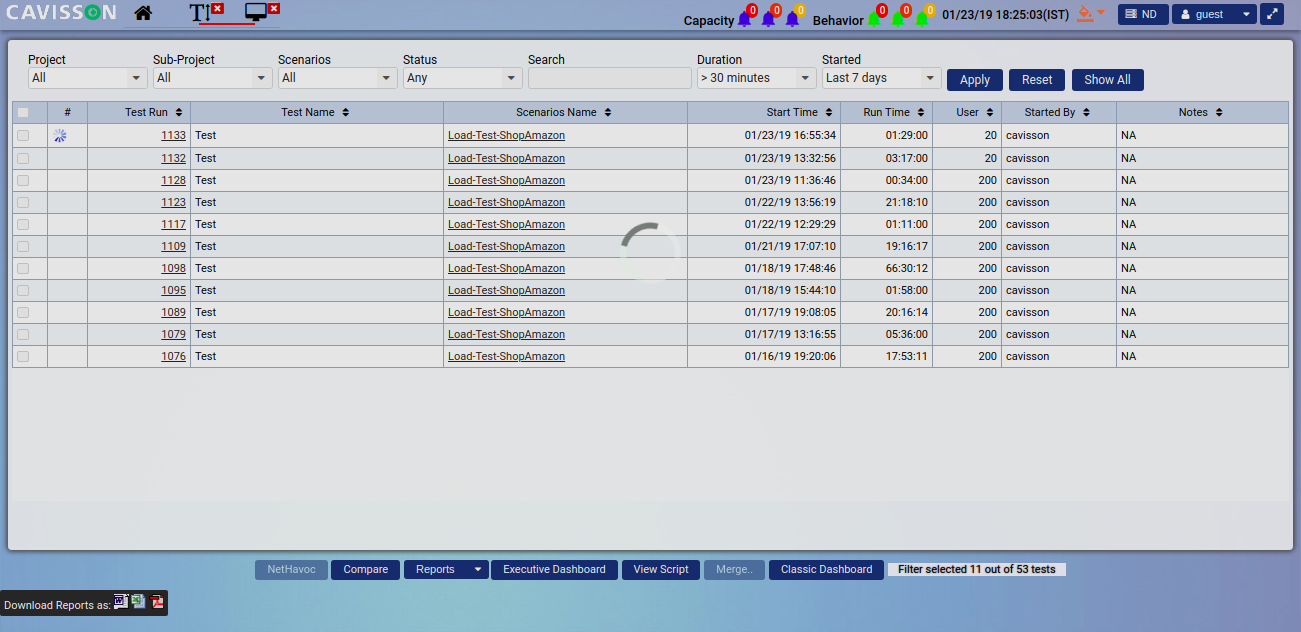 CAVISSON
Capacity 0 0 0 Behavior 0 0 0 01/23/19 18:25:03(IST) ND guest
Project Sub-Project Scenarios Status Search Duration Started
All All All Any > 30 minutes Last 7 days Apply Reset Show All
# Test Run Test Name Scenarios Name Start Time Run Time User Started By Notes
1133 Test Load-Test-ShopAmazon 01/23/19 16:55:34 01:29:00 20 cavisson NA
1132 Test Load-Test-ShopAmazon 01/23/19 13:32:56 03:17:00 20 cavisson NA
1128 Test Load-Test-ShopAmazon 01/23/19 11:36:46 00:34:00 200 cavisson NA
1123 Test Load-Test-ShopAmazon 01/22/19 13:56:19 21:18:10 200 cavisson NA
1117 Test Load-Test-ShopAmazon 01/22/19 12:29:29 01:11:00 200 cavisson NA
1109 Test Load-Test-ShopAmazon 01/21/19 17:07:10 19:16:17 200 cavisson NA
1098 Test Load-Test-ShopAmazon 01/18/19 17:48:46 66:30:12 200 cavisson NA
1095 Test Load-Test-ShopAmazon 01/18/19 15:44:10 01:58:00 200 cavisson NA
1089 Test Load-Test-ShopAmazon 01/17/19 19:08:05 20:16:14 200 cavisson NA
1079 Test Load-Test-ShopAmazon 01/17/19 13:16:55 05:36:00 200 cavisson NA
1076 Test Load-Test-ShopAmazon 01/16/19 19:20:06 17:53:11 200 cavisson NA
NetHavoc Compare Reports Executive Dashboard View Script Merge.. Classic Dashboard Filter selected 11 out of 53 tests
Download Reports as: